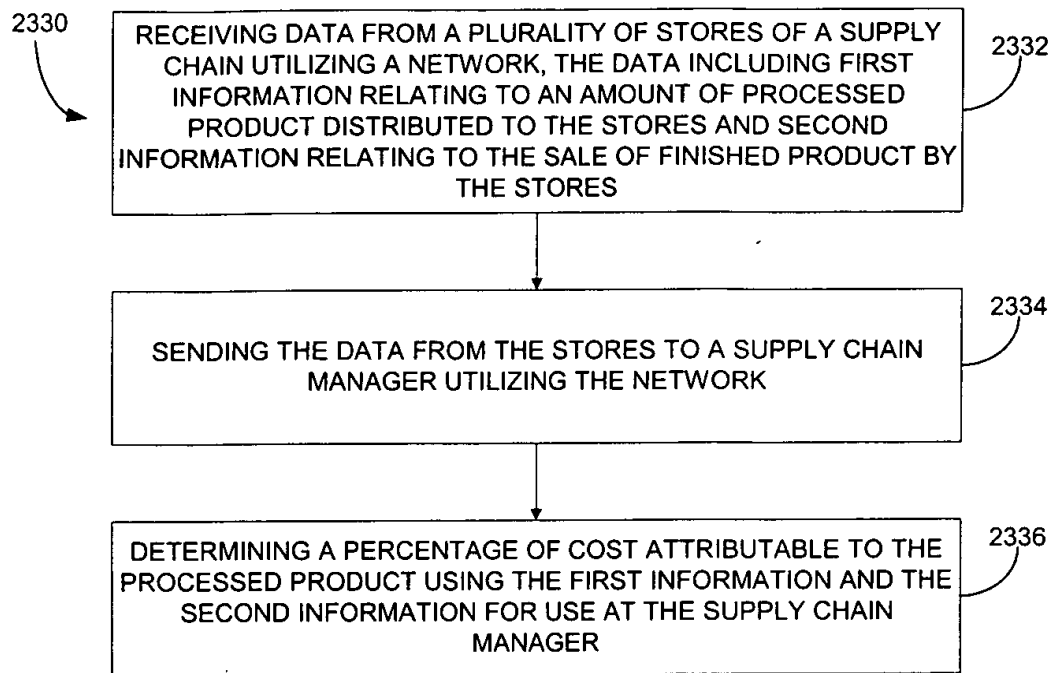 2330
RECEIVING DATA FROM A PLURALITY OF STORES OF A SUPPLY
CHAIN UTILIZING A NETWORK, THE DATA INCLUDING FIRST
INFORMATION RELATING TO AN AMOUNT OF PROCESSED
PRODUCT DISTRIBUTED TO THE STORES AND SECOND
INFORMATION RELATING TO THE SALE OF FINISHED PRODUCT BY
THE STORES
2332
SENDING THE DATA FROM THE STORES TO A SUPPLY CHAIN
MANAGER UTILIZING THE NETWORK
2334
DETERMINING A PERCENTAGE OF COST ATTRIBUTABLE TO THE
PROCESSED PRODUCT USING THE FIRST INFORMATION AND THE
SECOND INFORMATION FOR USE AT THE SUPPLY CHAIN
MANAGER
2336